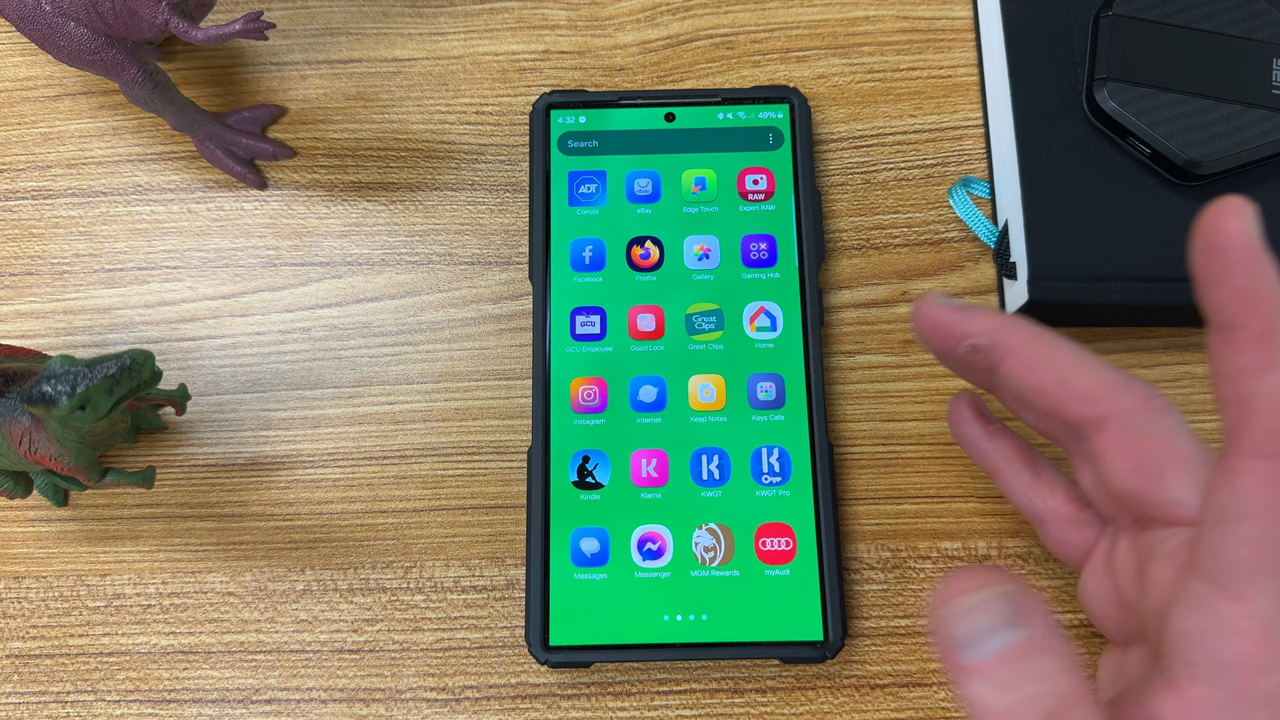 4:32
49%
Search
ADT
Control
ebay
eBay
Edge Touch
RAW
Expert RAW
Facebook
Firefox
Gallery
Gaming Hub
GCU
GCU Employee
Good Lock
Great Clips
Great Clips
Home
Instagram
Internet
Keep Notes
Keys Cafe
Kindle
K
Klarna
K
KWGT
K
KWGT Pro
Messages
Messenger
MGM Rewards
myAudi